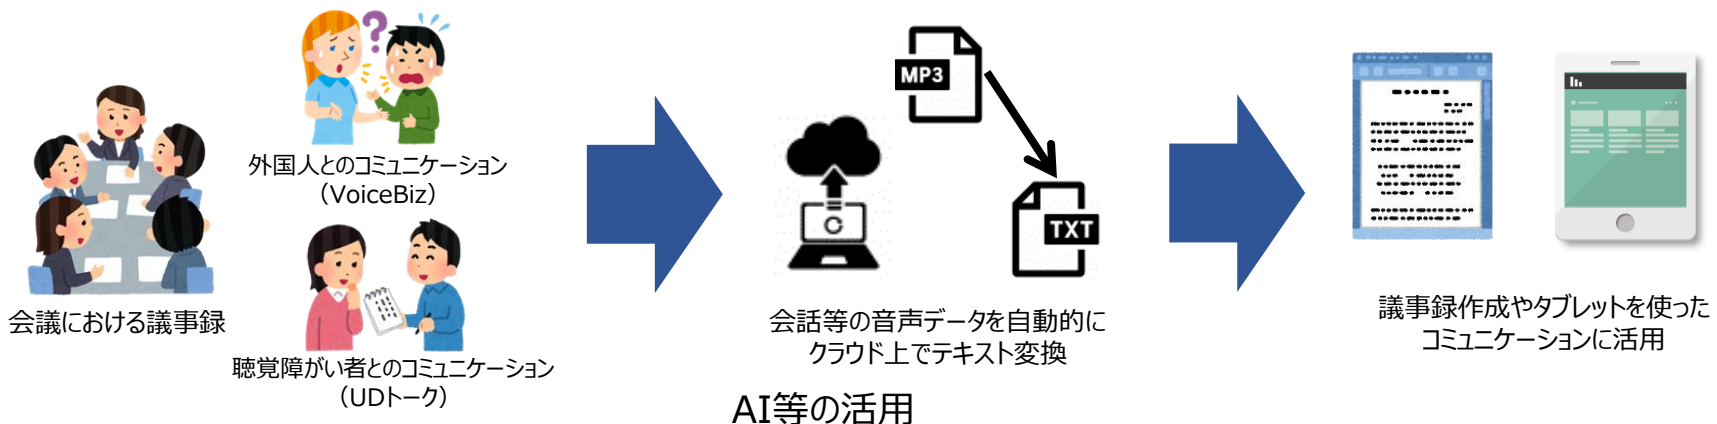 会議における議事録
?
外国人とのコミュニケーション
（VoiceBiz）
聴覚障がい者とのコミュニケーション
（UDトーク）
MP3
TXT
会話等の音声データを自動的に
クラウド上でテキスト変換
AI等の活用
議事録作成やタブレットを使った
コミュニケーションに活用